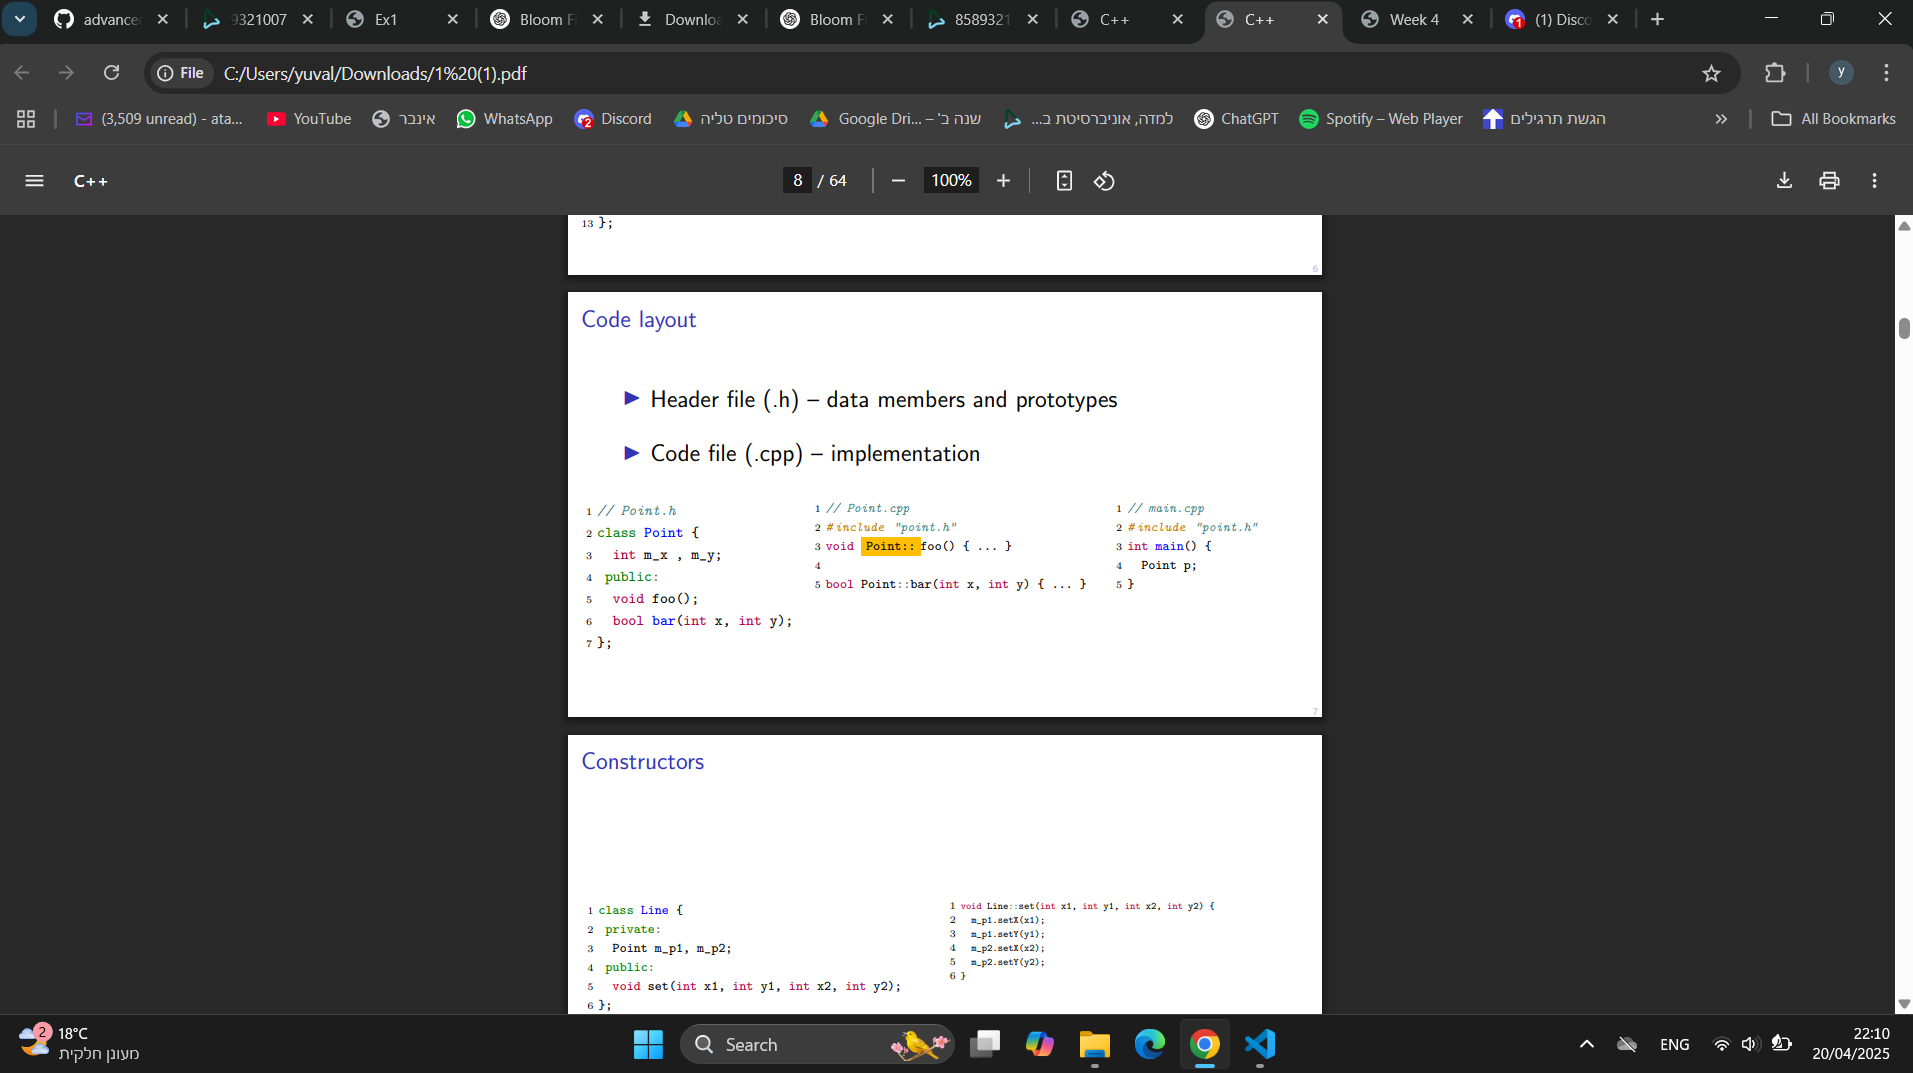 advance
9321007
Ex1
Bloom F
Downloa
Bloom F
8589321
C++
C++
Week 4
(1) Disco
File
C:/Users/yuval/Downloads/1%20(1).pdf
y
(3,509 unread) - ata...
YouTube
אינבר
WhatsApp
2
Discord
סיכומים טליה
שנה ב' – Google Dri...
למדה, אוניברסיטת ב...
ChatGPT
Spotify – Web Player
הגשת תרגילים
All Bookmarks
C++
8 / 64
100%
13 };
6
Code layout
Header file (.h) – data members and prototypes
Code file (.cpp) – implementation
1 // Point.h
2 class Point {
3 int m_x , m_y;
4 public:
5 void foo();
6 bool bar(int x, int y);
7 };
1 // Point.cpp
2 #include "point.h"
3 void Point::foo() { ... }
4
5 bool Point::bar(int x, int y) { ... }
1 // main.cpp
2 #include "point.h"
3 int main() {
4 Point p;
5 }
7
Constructors
1 class Line {
2 private:
3 Point m_p1, m_p2;
4 public:
5 void set(int x1, int y1, int x2, int y2);
6 };
1 void Line::set(int x1, int y1, int x2, int y2) {
2 m_p1.setX(x1);
3 m_p1.setY(y1);
4 m_p2.setX(x2);
5 m_p2.setY(y2);
6 }
2
18°C
מעונן חלקית
Search
ENG
22:10
20/04/2025